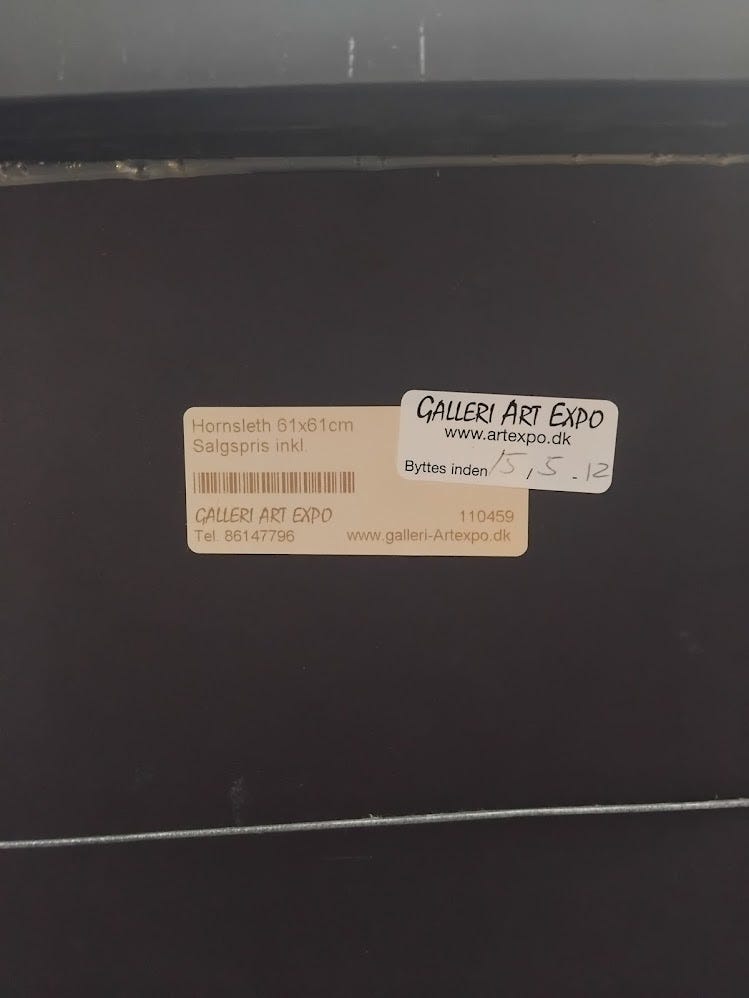 Hornsleth 61x61cm
Salgspris inkl.
GALLERI ART EXPO
110459
Tel. 86147796
www.galleri-Artexpo.dk
GALLERI ART EXPO
www.artexpo.dk
Byttes inden 15,5-12